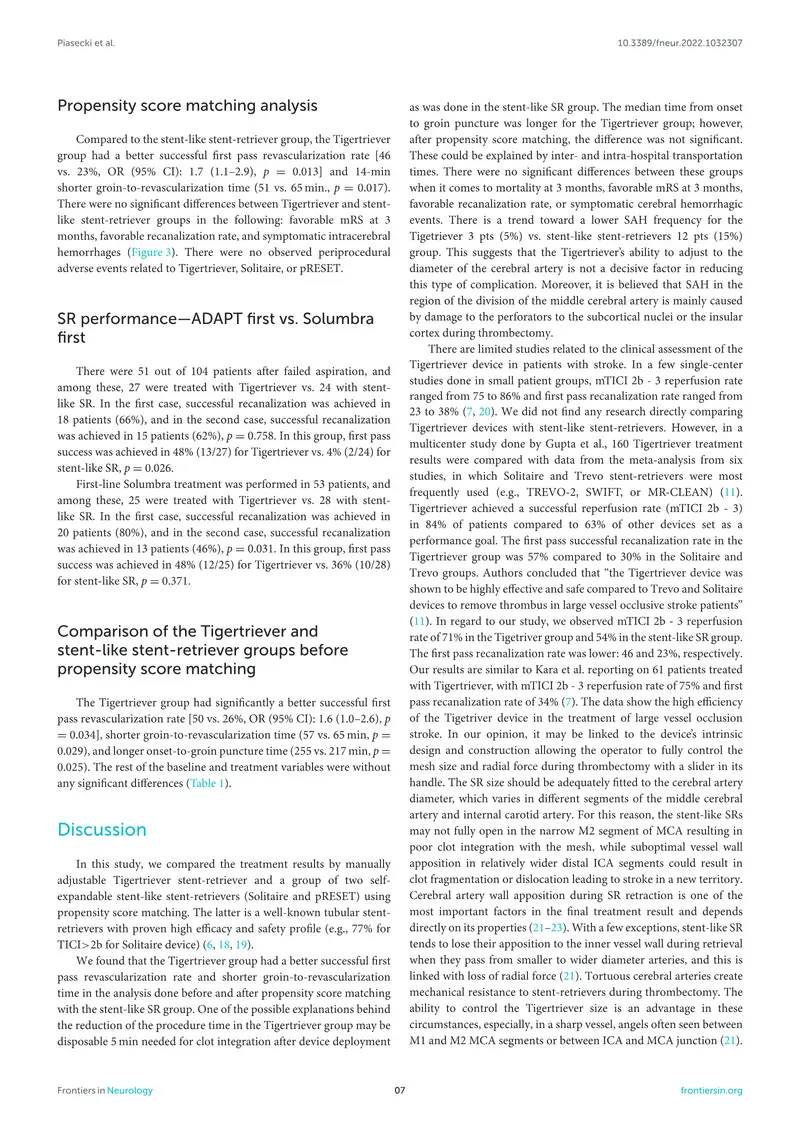 Piasecki et al.
10.3389/fneur.2022.1032307
Propensity score matching analysis
Compared to the stent-like stent-retriever group, the Tigertriever
group had a better successful first pass revascularization rate [46
vs. 23%, OR (95% CI): 1.7 (1.1–2.9), p = 0.013] and 14-min
shorter groin-to-revascularization time (51 vs. 65 min., p = 0.017).
There were no significant differences between Tigertriever and stent-
like stent-retriever groups in the following: favorable mRS at 3
months, favorable recanalization rate, and symptomatic intracerebral
hemorrhages (Figure 3). There were no observed periprocedural
adverse events related to Tigertriever, Solitaire, or pRESET.
SR performance—ADAPT first vs. Solumbra
first
There were 51 out of 104 patients after failed aspiration, and
among these, 27 were treated with Tigertriever vs. 24 with stent-
like SR. In the first case, successful recanalization was achieved in
18 patients (66%), and in the second case, successful recanalization
was achieved in 15 patients (62%), p = 0.758. In this group, first pass
success was achieved in 48% (13/27) for Tigertriever vs. 4% (2/24) for
stent-like SR, p = 0.026.
First-line Solumbra treatment was performed in 53 patients, and
among these, 25 were treated with Tigertriever vs. 28 with stent-
like SR. In the first case, successful recanalization was achieved in
20 patients (80%), and in the second case, successful recanalization
was achieved in 13 patients (46%), p = 0.031. In this group, first pass
success was achieved in 48% (12/25) for Tigertriever vs. 36% (10/28)
for stent-like SR, p = 0.371.
Comparison of the Tigertriever and
stent-like stent-retriever groups before
propensity score matching
The Tigertriever group had significantly a better successful first
pass revascularization rate [50 vs. 26%, OR (95% CI): 1.6 (1.0–2.6), p
= 0.034], shorter groin-to-revascularization time (57 vs. 65 min, p =
0.029), and longer onset-to-groin puncture time (255 vs. 217 min, p =
0.025). The rest of the baseline and treatment variables were without
any significant differences (Table 1).
Discussion
In this study, we compared the treatment results by manually
adjustable Tigertriever stent-retriever and a group of two self-
expandable stent-like stent-retrievers (Solitaire and pRESET) using
propensity score matching. The latter is a well-known tubular stent-
retrievers with proven high efficacy and safety profile (e.g., 77% for
TICI>2b for Solitaire device) (6, 18, 19).
We found that the Tigertriever group had a better successful first
pass revascularization rate and shorter groin-to-revascularization
time in the analysis done before and after propensity score matching
with the stent-like SR group. One of the possible explanations behind
the reduction of the procedure time in the Tigertriever group may be
disposable 5 min needed for clot integration after device deployment
as was done in the stent-like SR group. The median time from onset
to groin puncture was longer for the Tigertriever group; however,
after propensity score matching, the difference was not significant.
These could be explained by inter- and intra-hospital transportation
times. There were no significant differences between these groups
when it comes to mortality at 3 months, favorable mRS at 3 months,
favorable recanalization rate, or symptomatic cerebral hemorrhagic
events. There is a trend toward a lower SAH frequency for the
Tigetriever 3 pts (5%) vs. stent-like stent-retrievers 12 pts (15%)
group. This suggests that the Tigertriever’s ability to adjust to the
diameter of the cerebral artery is not a decisive factor in reducing
this type of complication. Moreover, it is believed that SAH in the
region of the division of the middle cerebral artery is mainly caused
by damage to the perforators to the subcortical nuclei or the insular
cortex during thrombectomy.
There are limited studies related to the clinical assessment of the
Tigertriever device in patients with stroke. In a few single-center
studies done in small patient groups, mTICI 2b - 3 reperfusion rate
ranged from 75 to 86% and first pass recanalization rate ranged from
23 to 38% (7, 20). We did not find any research directly comparing
Tigertriever devices with stent-like stent-retrievers. However, in a
multicenter study done by Gupta et al., 160 Tigertriever treatment
results were compared with data from the meta-analysis from six
studies, in which Solitaire and Trevo stent-retrievers were most
frequently used (e.g., TREVO-2, SWIFT, or MR-CLEAN) (11).
Tigertriever achieved a successful reperfusion rate (mTICI 2b - 3)
in 84% of patients compared to 63% of other devices set as a
performance goal. The first pass successful recanalization rate in the
Tigertriever group was 57% compared to 30% in the Solitaire and
Trevo groups. Authors concluded that “the Tigertriever device was
shown to be highly effective and safe compared to Trevo and Solitaire
devices to remove thrombus in large vessel occlusive stroke patients”
(11). In regard to our study, we observed mTICI 2b - 3 reperfusion
rate of 71% in the Tigetriver group and 54% in the stent-like SR group.
The first pass recanalization rate was lower: 46 and 23%, respectively.
Our results are similar to Kara et al. reporting on 61 patients treated
with Tigertriever, with mTICI 2b - 3 reperfusion rate of 75% and first
pass recanalization rate of 34% (7). The data show the high efficiency
of the Tigetriver device in the treatment of large vessel occlusion
stroke. In our opinion, it may be linked to the device’s intrinsic
design and construction allowing the operator to fully control the
mesh size and radial force during thrombectomy with a slider in its
handle. The SR size should be adequately fitted to the cerebral artery
diameter, which varies in different segments of the middle cerebral
artery and internal carotid artery. For this reason, the stent-like SRs
may not fully open in the narrow M2 segment of MCA resulting in
poor clot integration with the mesh, while suboptimal vessel wall
apposition in relatively wider distal ICA segments could result in
clot fragmentation or dislocation leading to stroke in a new territory.
Cerebral artery wall apposition during SR retraction is one of the
most important factors in the final treatment result and depends
directly on its properties (21–23). With a few exceptions, stent-like SR
tends to lose their apposition to the inner vessel wall during retrieval
when they pass from smaller to wider diameter arteries, and this is
linked with loss of radial force (21). Tortuous cerebral arteries create
mechanical resistance to stent-retrievers during thrombectomy. The
ability to control the Tigertriever size is an advantage in these
circumstances, especially, in a sharp vessel, angels often seen between
M1 and M2 MCA segments or between ICA and MCA junction (21).
Frontiers in Neurology
07
frontiersin.org